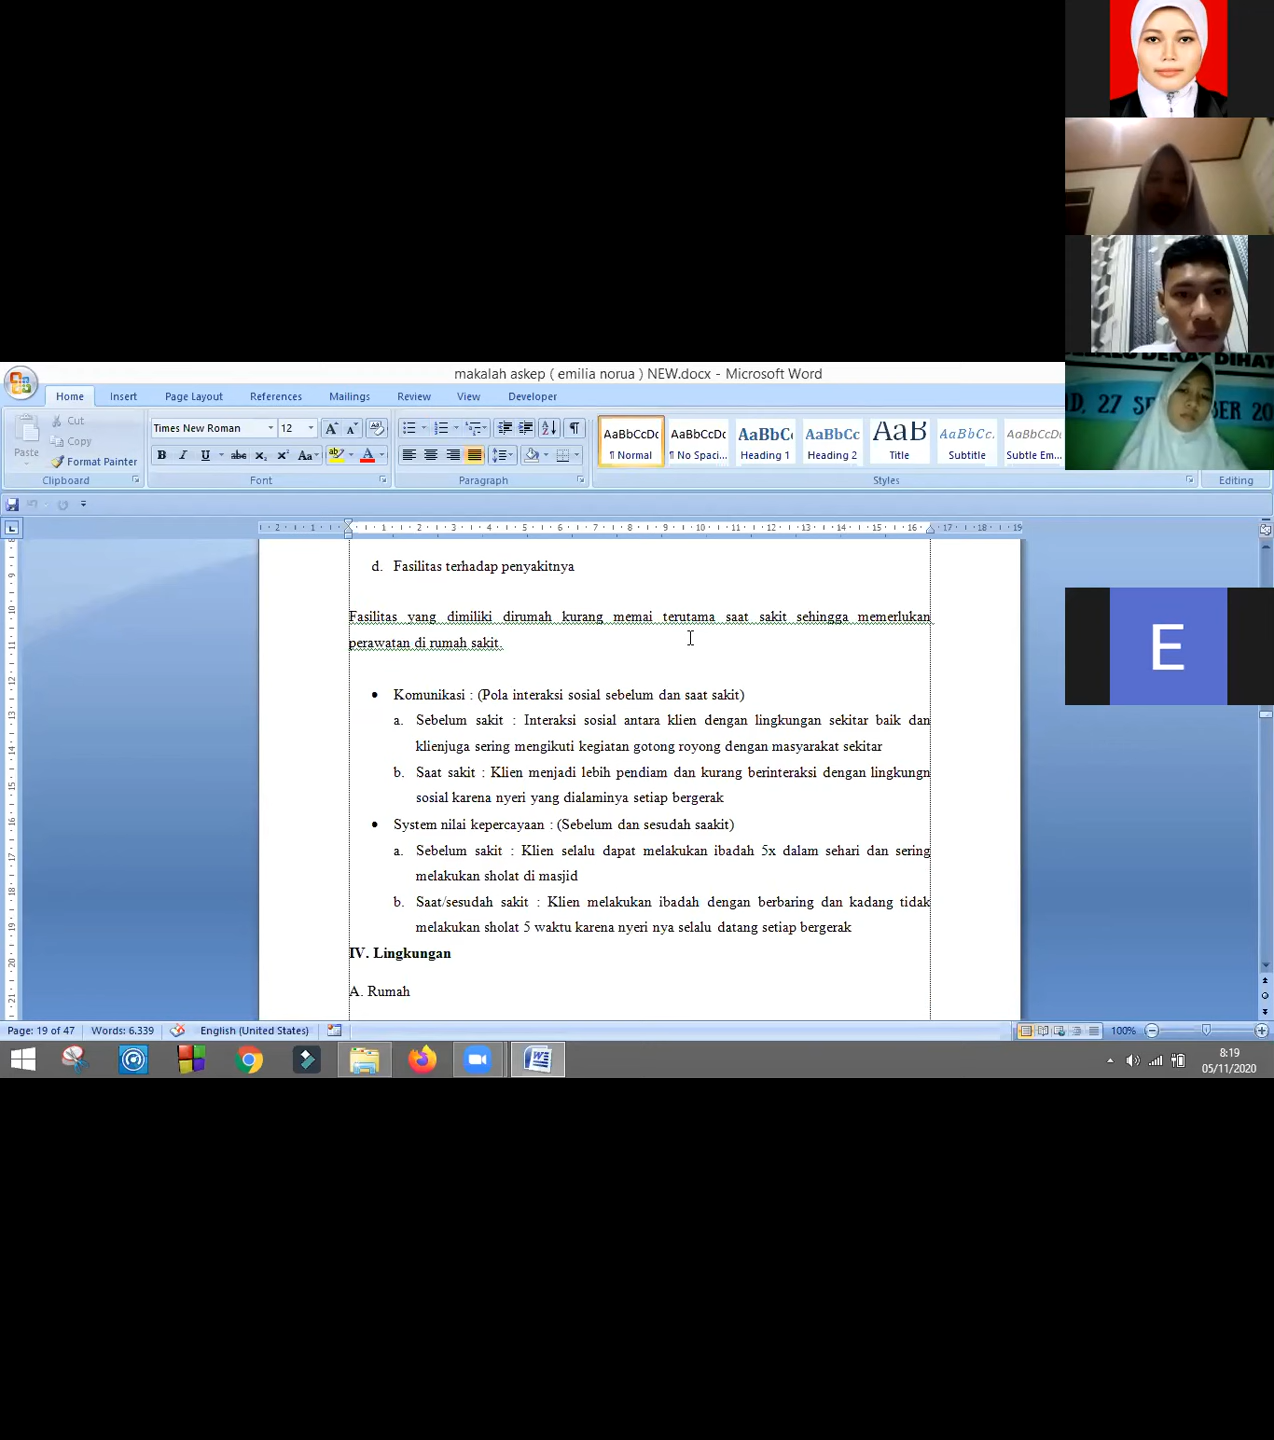 makalah askep ( emilia norua ) NEW.docx - Microsoft Word
Home Insert Page Layout References Mailings Review View Developer
Cut
Copy
Paste
Format Painter
Clipboard
Times New Roman 12
Font
Paragraph
AaBbCcDc AaBbCcDc AaBbC AaBbCc AaB AaBbCc. AaBbCcDc
¶ Normal ¶ No Spaci... Heading 1 Heading 2 Title Subtitle Subtle Em...
Styles
Editing
d. Fasilitas terhadap penyakitnya
Fasilitas yang dimiliki dirumah kurang memai terutama saat sakit sehingga memerlukan
perawatan di rumah sakit.
• Komunikasi : (Pola interaksi sosial sebelum dan saat sakit)
a. Sebelum sakit : Interaksi sosial antara klien dengan lingkungan sekitar baik dan
klienjuga sering mengikuti kegiatan gotong royong dengan masyarakat sekitar
b. Saat sakit : Klien menjadi lebih pendiam dan kurang berinteraksi dengan lingkungn
sosial karena nyeri yang dialaminya setiap bergerak
• System nilai kepercayaan : (Sebelum dan sesudah saakit)
a. Sebelum sakit : Klien selalu dapat melakukan ibadah 5x dalam sehari dan sering
melakukan sholat di masjid
b. Saat/sesudah sakit : Klien melakukan ibadah dengan berbaring dan kadang tidak
melakukan sholat 5 waktu karena nyeri nya selalu datang setiap bergerak
IV. Lingkungan
A. Rumah
Page: 19 of 47 Words: 6.339 English (United States) 100%
8:19
05/11/2020
DEKAT DIHAT
27 SE BER 20
E